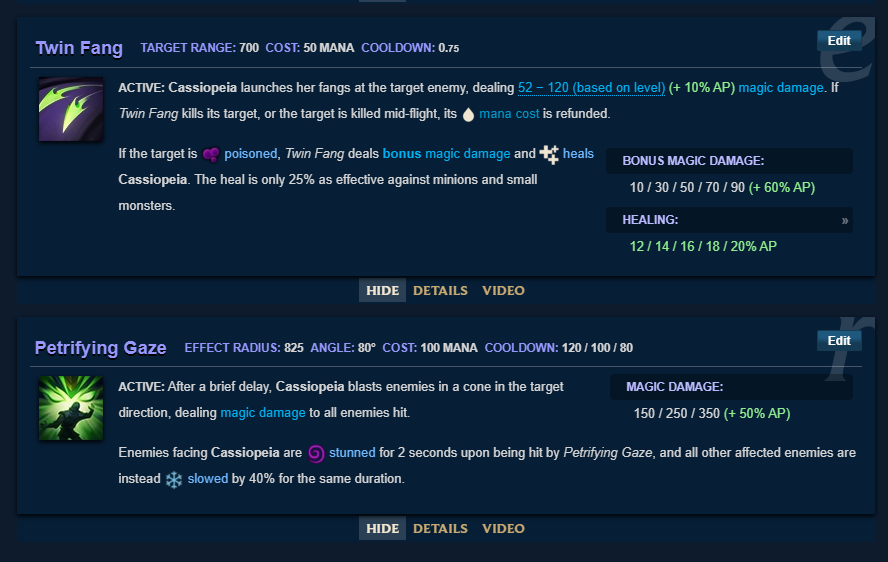 Twin Fang TARGET RANGE: 700 COST: 50 MANA COOLDOWN: 0.75
Edit
e
ACTIVE: Cassiopeia launches her fangs at the target enemy, dealing 52 − 120 (based on level) (+ 10% AP) magic damage. If
Twin Fang kills its target, or the target is killed mid-flight, its mana cost is refunded.
If the target is poisoned, Twin Fang deals bonus magic damage and heals
Cassiopeia. The heal is only 25% as effective against minions and small
monsters.
BONUS MAGIC DAMAGE:
10 / 30 / 50 / 70 / 90 (+ 60% AP)
HEALING: »
12 / 14 / 16 / 18 / 20% AP
HIDE DETAILS VIDEO
Petrifying Gaze EFFECT RADIUS: 825 ANGLE: 80° COST: 100 MANA COOLDOWN: 120 / 100 / 80
Edit
r
ACTIVE: After a brief delay, Cassiopeia blasts enemies in a cone in the target
direction, dealing magic damage to all enemies hit.
MAGIC DAMAGE:
150 / 250 / 350 (+ 50% AP)
Enemies facing Cassiopeia are stunned for 2 seconds upon being hit by Petrifying Gaze, and all other affected enemies are
instead slowed by 40% for the same duration.
HIDE DETAILS VIDEO